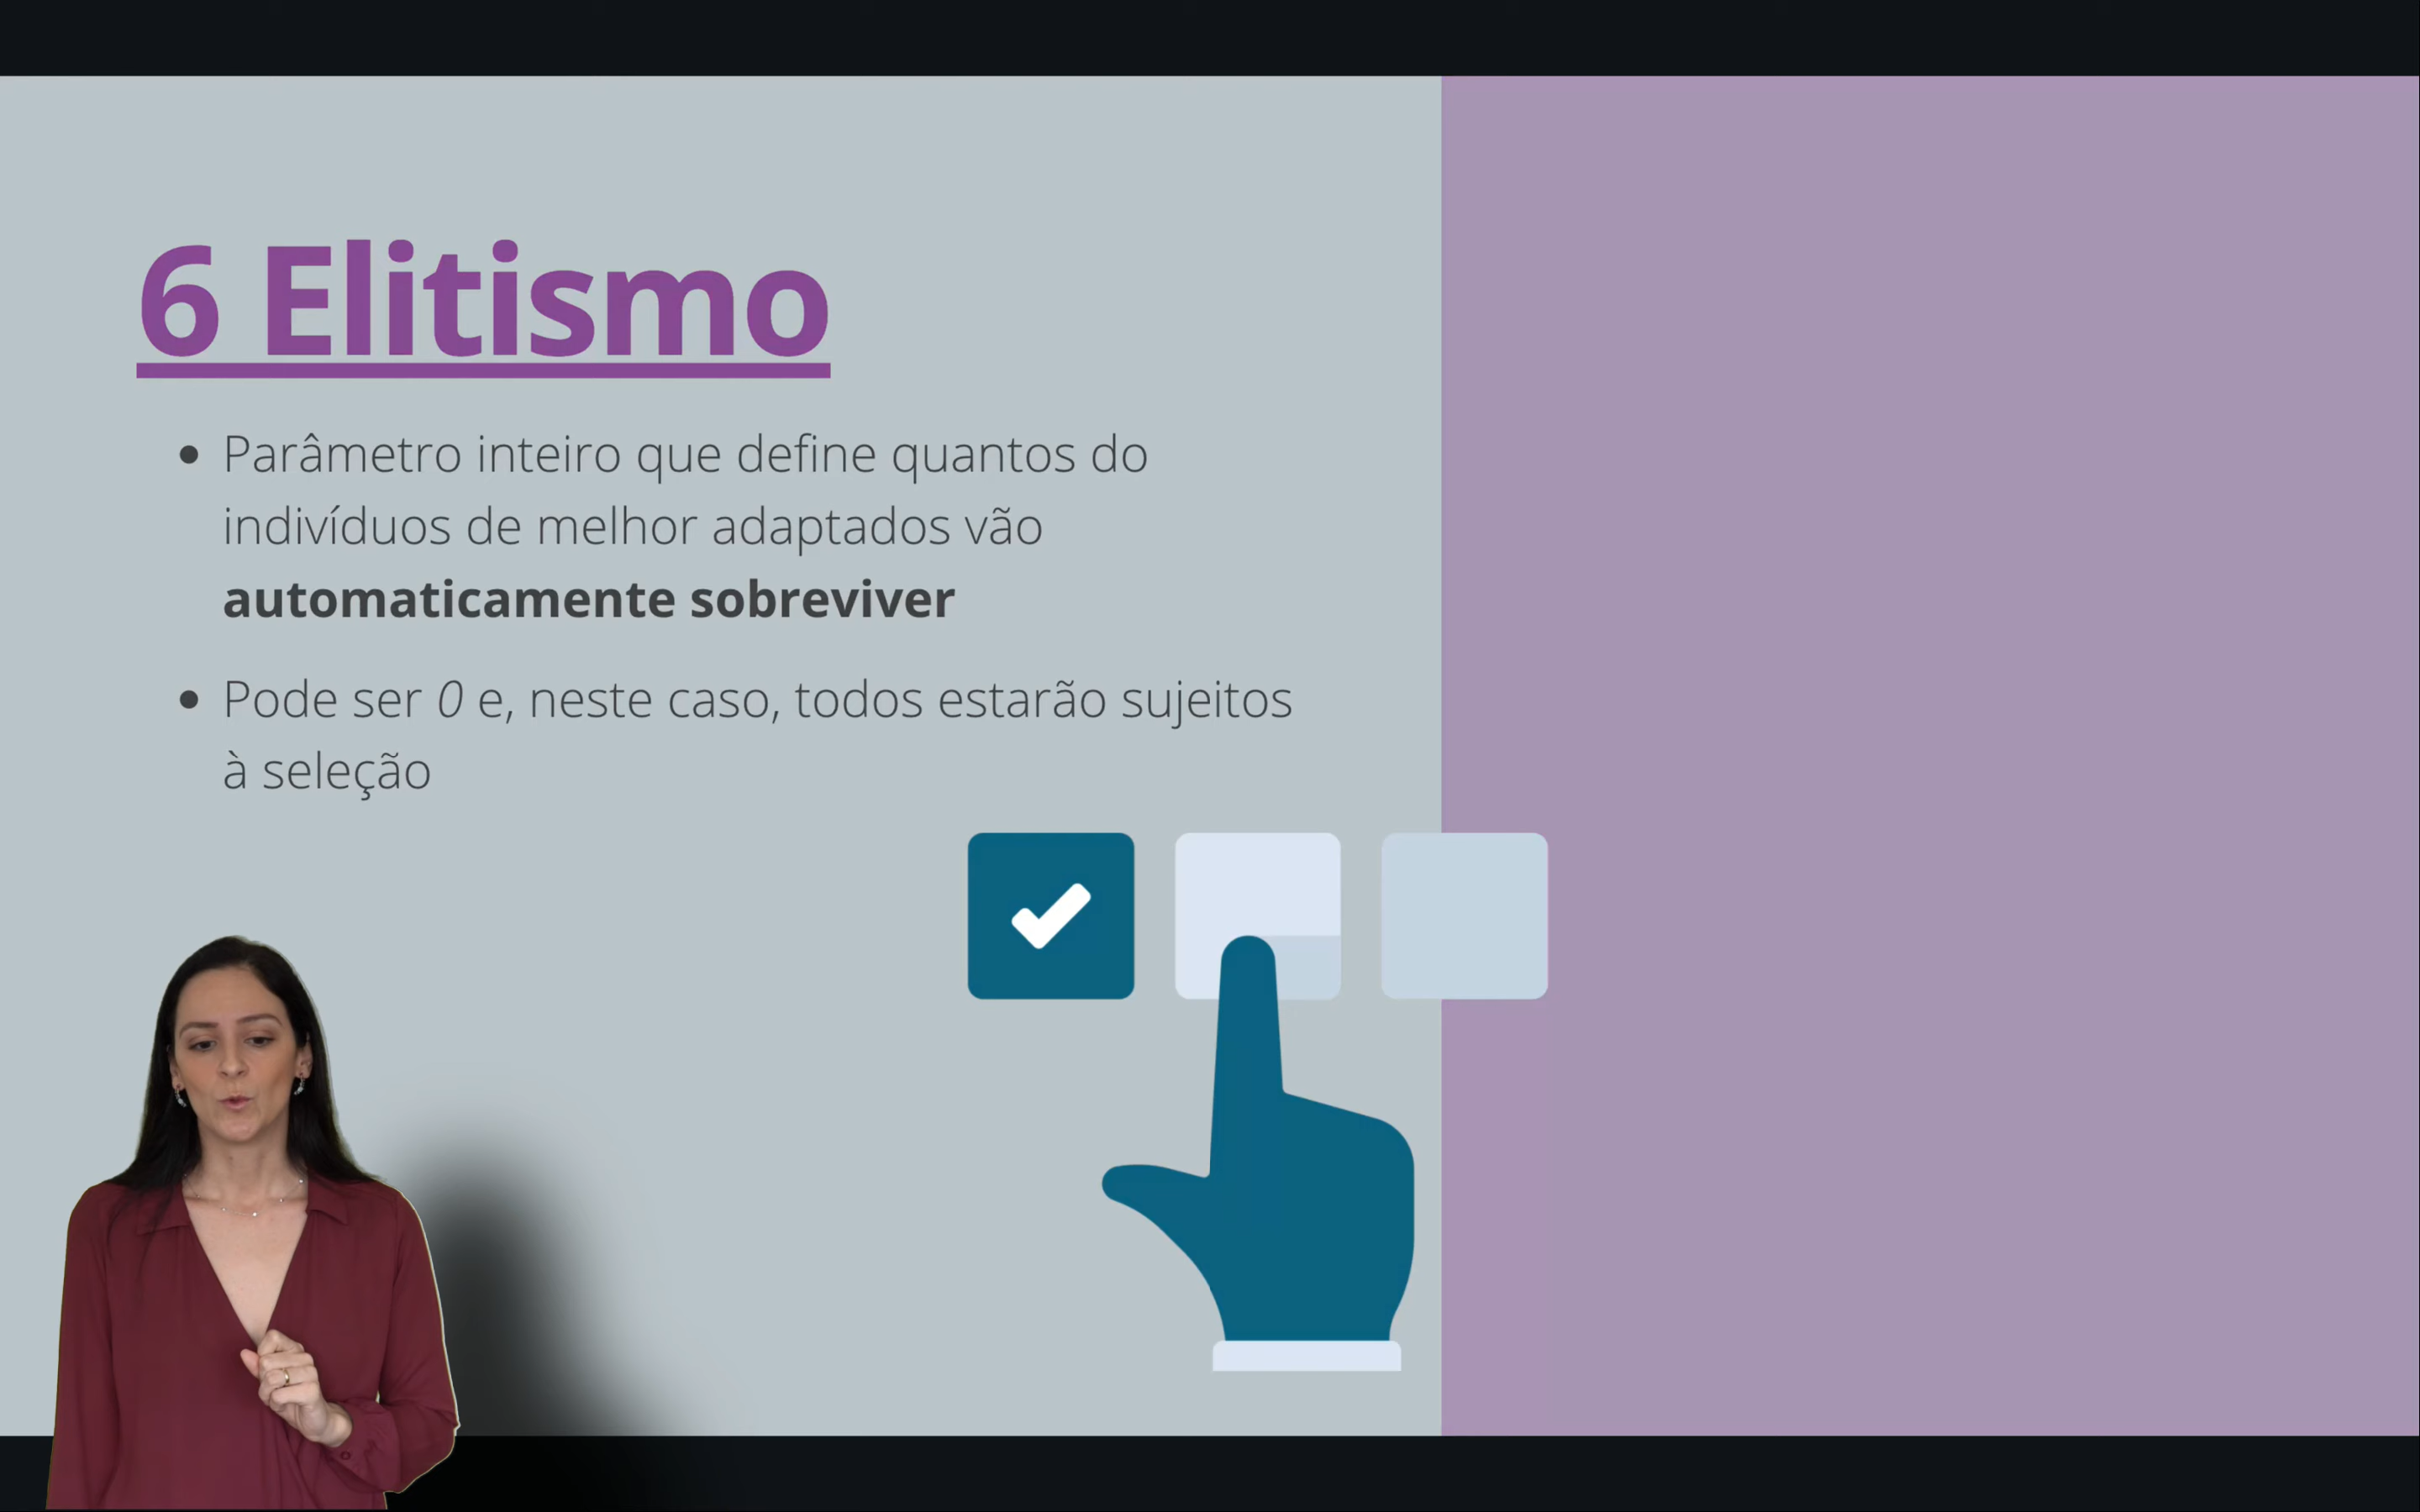 6 Elitismo
Parâmetro inteiro que define quantos do
indivíduos de melhor adaptados vão
automaticamente sobreviver
Pode ser 0 e, neste caso, todos estarão sujeitos
à seleção